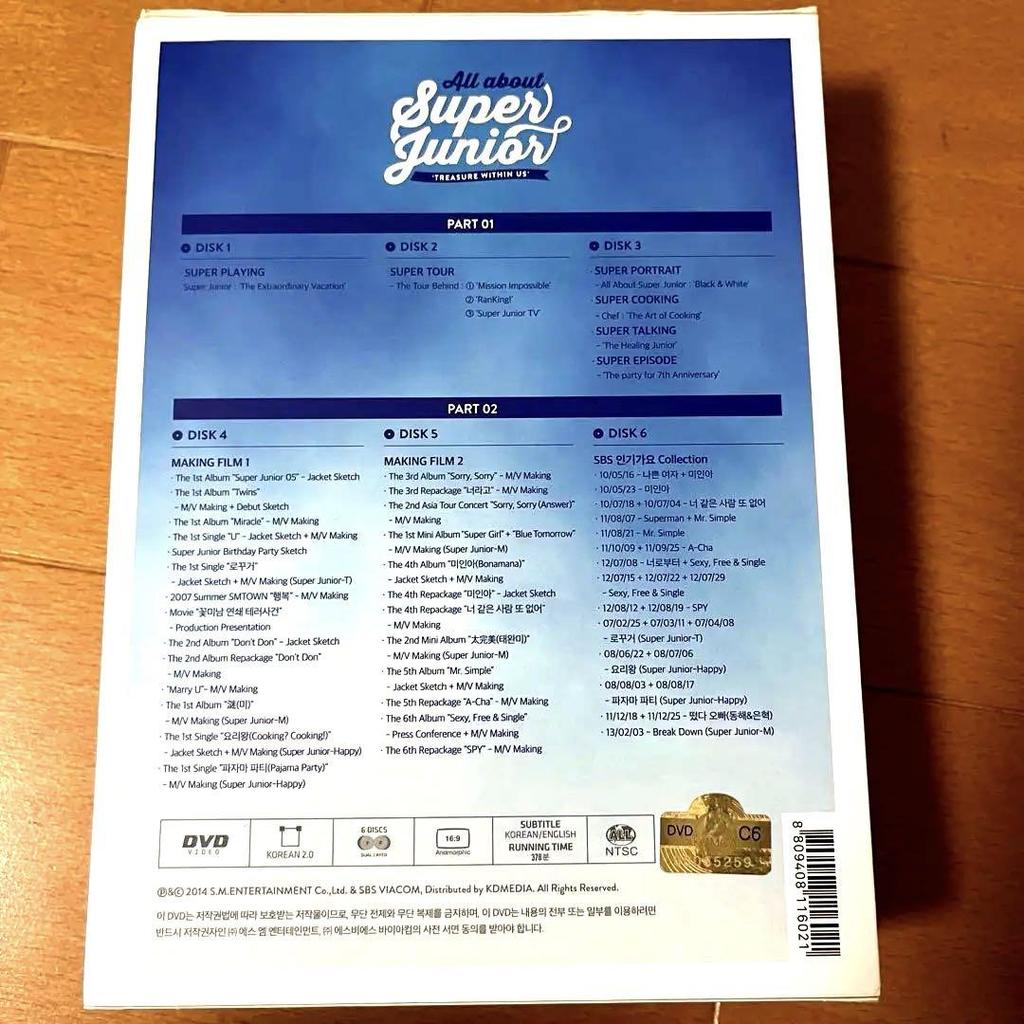 All about
Super
Junior
'TREASURE WITHIN US'
PART 01
DISK 1
SUPER PLAYING
Super Junior : 'The Extraordinary Vacation'
DISK 2
SUPER TOUR
- The Tour Behind : ① 'Mission Impossible'
② 'RanKing!'
③ 'Super Junior TV'
DISK 3
· SUPER PORTRAIT
- All About Super Junior : 'Black & White'
· SUPER COOKING
- Chef : 'The Art of Cooking'
· SUPER TALKING
- 'The Healing Junior'
· SUPER EPISODE
- 'The party for 7th Anniversary'
PART 02
DISK 4
MAKING FILM 1
· The 1st Album "Super Junior 05" - Jacket Sketch
· The 1st Album "Twins"
- M/V Making + Debut Sketch
· The 1st Album "Miracle" - M/V Making
· The 1st Single "U" - Jacket Sketch + M/V Making
· Super Junior Birthday Party Sketch
· The 1st Single "로꾸거"
- Jacket Sketch + M/V Making (Super Junior-T)
· 2007 Summer SMTOWN "행복" - M/V Making
· Movie "꽃미남 연쇄 테러사건"
- Production Presentation
· The 2nd Album "Don't Don" - Jacket Sketch
· The 2nd Album Repackage "Don't Don"
- M/V Making
· "Marry U"- M/V Making
· The 1st Album "迷(미)"
- M/V Making (Super Junior-M)
· The 1st Single "요리왕(Cooking? Cooking!)"
- Jacket Sketch + M/V Making (Super Junior-Happy)
· The 1st Single "파자마 파티(Pajama Party)"
- M/V Making (Super Junior-Happy)
DISK 5
MAKING FILM 2
· The 3rd Album "Sorry, Sorry" - M/V Making
· The 3rd Repackage "너라고" - M/V Making
· The 2nd Asia Tour Concert "Sorry, Sorry (Answer)"
- M/V Making
· The 1st Mini Album "Super Girl" + "Blue Tomorrow"
- M/V Making (Super Junior-M)
· The 4th Album "미인아(Bonamana)"
- Jacket Sketch + M/V Making
· The 4th Repackage "미인아" - Jacket Sketch
· The 4th Repackage "너 같은 사람 또 없어"
- M/V Making
· The 2nd Mini Album "太完美(태완미)"
- M/V Making (Super Junior-M)
· The 5th Album "Mr. Simple"
- Jacket Sketch + M/V Making
· The 5th Repackage "A-Cha" - M/V Making
· The 6th Album "Sexy, Free & Single"
- Press Conference + M/V Making
· The 6th Repackage "SPY" - M/V Making
DISK 6
SBS 인기가요 Collection
· 10/05/16 - 나쁜 여자 + 미인아
· 10/05/23 - 미인아
· 10/07/18 + 10/07/04 - 너 같은 사람 또 없어
· 11/08/07 - Superman + Mr. Simple
· 11/08/21 - Mr. Simple
· 11/10/09 + 11/09/25 - A-Cha
· 12/07/08 - 너로부터 + Sexy, Free & Single
· 12/07/15 + 12/07/22 + 12/07/29
- Sexy, Free & Single
· 12/08/12 + 12/08/19 - SPY
· 07/02/25 + 07/03/11 + 07/04/08
- 로꾸거 (Super Junior-T)
· 08/06/22 + 08/07/06
- 요리왕 (Super Junior-Happy)
· 08/08/03 + 08/08/17
- 파자마 파티 (Super Junior-Happy)
· 11/12/18 + 11/12/25 - 떴다 오빠(동해&은혁)
· 13/02/03 - Break Down (Super Junior-M)
DVD
VIDEO
KOREAN 2.0
6 DISCS
DUAL LAYER
16:9
Anamorphic
SUBTITLE
KOREAN/ENGLISH
RUNNING TIME
378분
ALL
NTSC
DVD C6
8 809408 116021
℗&© 2014 S.M.ENTERTAINMENT Co.,Ltd. & SBS VIACOM, Distributed by KDMEDIA. All Rights Reserved.
이 DVD는 저작권법에 따라 보호받는 저작물이므로, 무단 전제와 무단 복제를 금지하며, 이 DVD는 내용의 전부 또는 일부를 이용하려면
반드시 저작권자인 ㈜ 에스 엠 엔터테인먼트, ㈜ 에스비에스 바이아컴의 사전 서면 동의를 받아야 합니다.